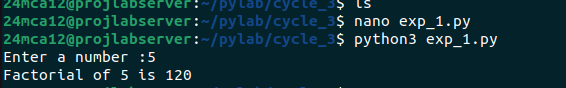 24mca12@projlabserver:~/pylab/cycle_3$ ls
24mca12@projlabserver:~/pylab/cycle_3$ nano exp_1.py
24mca12@projlabserver:~/pylab/cycle_3$ python3 exp_1.py
Enter a number :5
Factorial of 5 is 120